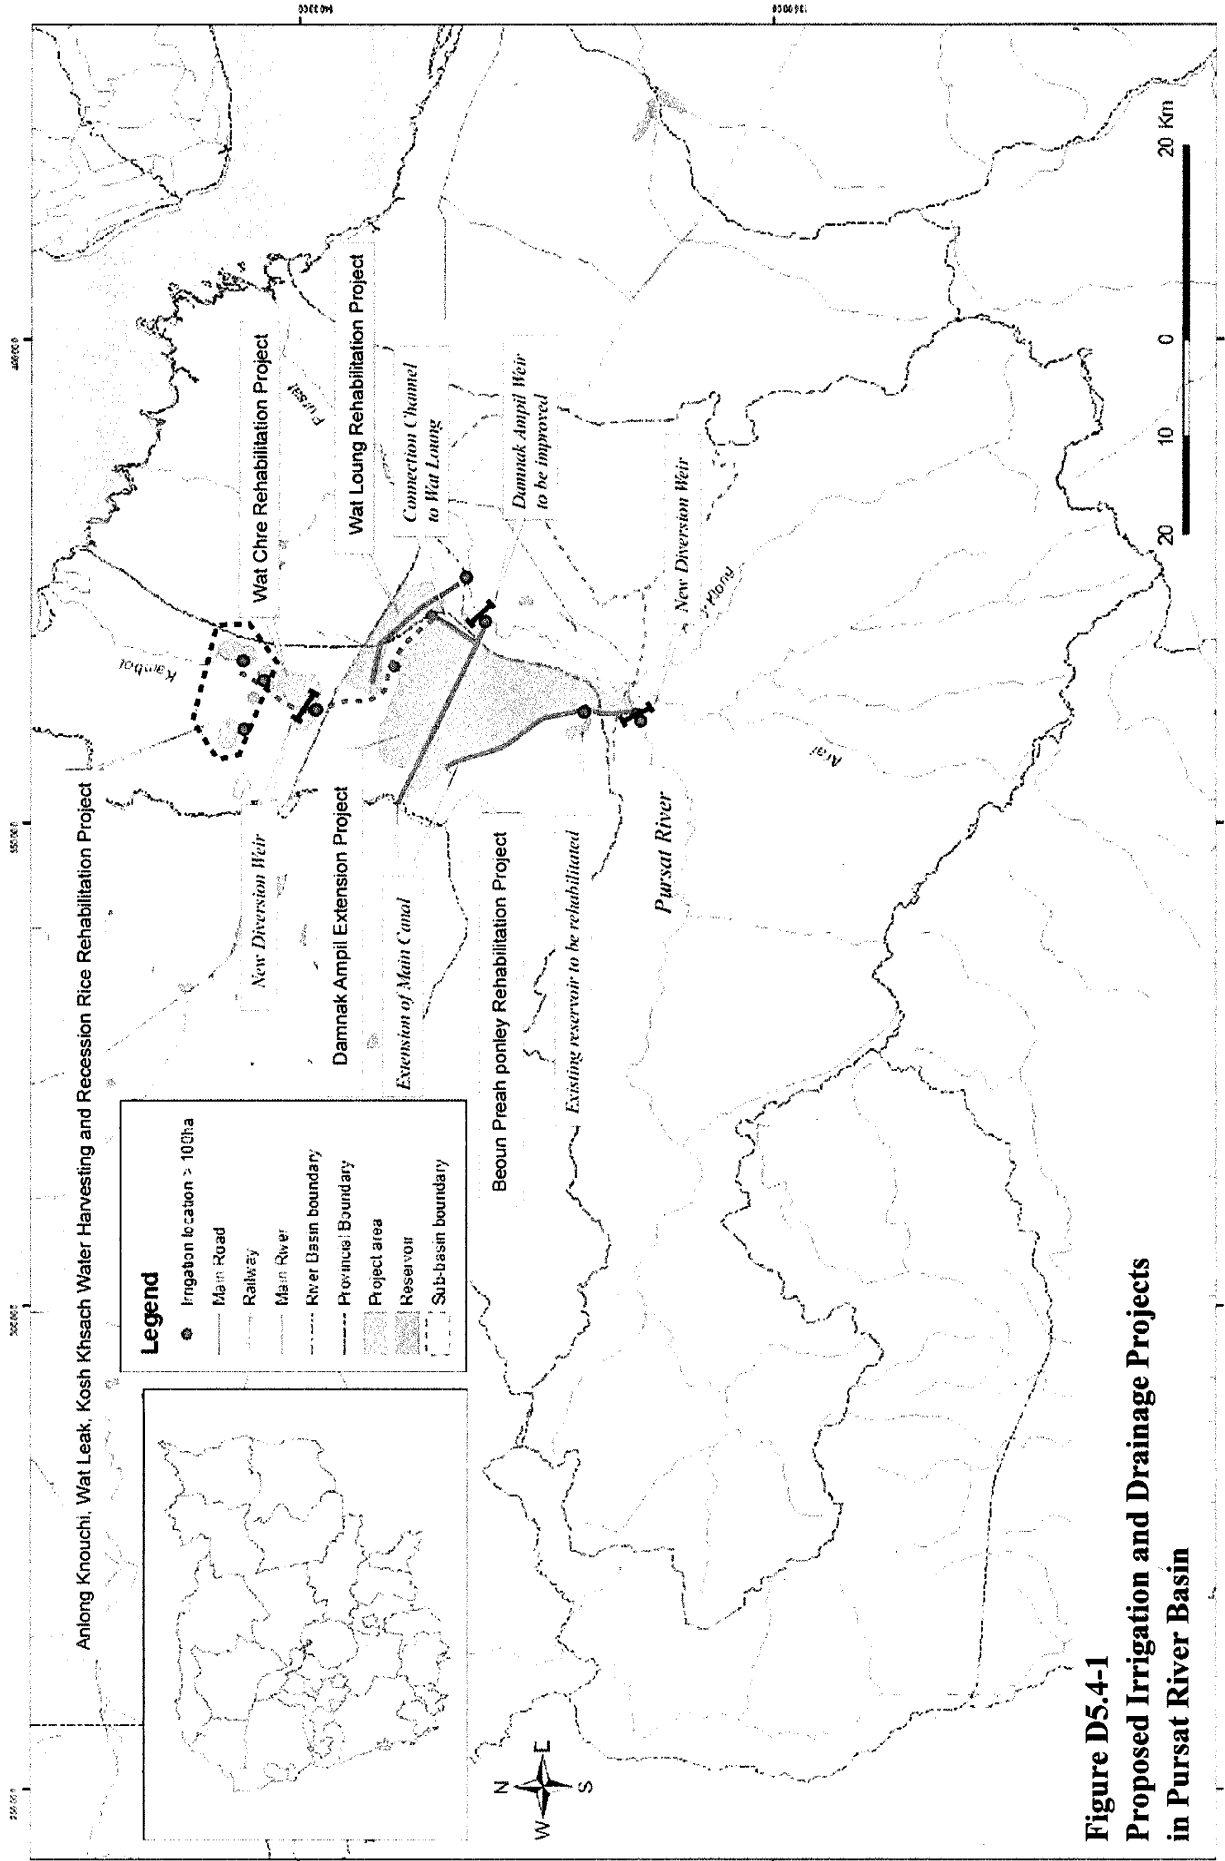 Anlong Knouchi, Wat Leak, Kosh Khsach Water Harvesting and Recession Rice Rehabilitation Project
Wat Chre Rehabilitation Project
Wat Loung Rehabilitation Project
Connection Channel
to Wat Loung
Damnak Ampil Weir
to be improved
New Diversion Weir
New Diversion Weir
Damnak Ampil Extension Project
Extension of Main Canal
Beoun Preah ponley Rehabilitation Project
Existing reservoir to be rehabilitated
Pursat River
Kambot
Pursat
Arai
Legend
Irrigation location > 100ha
Main Road
Railway
Main River
River Basin boundary
Provincial Boundary
Project area
Reservoir
Sub-basin boundary
N
W
E
S
20
10
0
20 Km
Figure D5.4-1
Proposed Irrigation and Drainage Projects
in Pursat River Basin